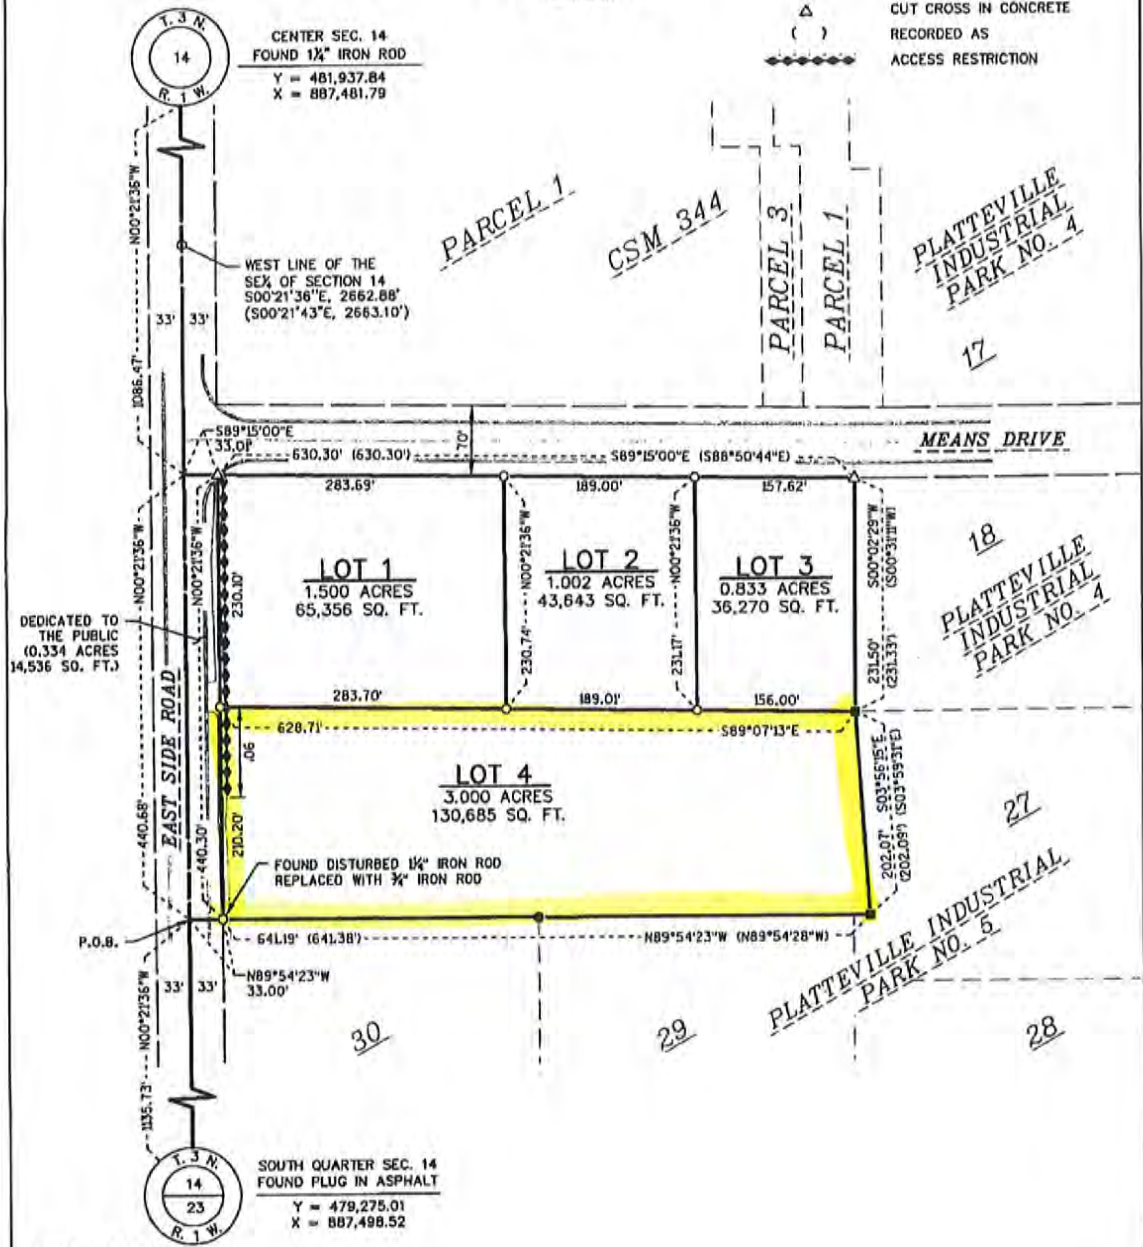 CUT CROSS IN CONCRETE
( ) RECORDED AS
ACCESS RESTRICTION
T. 3 N.
14
R. 1 W.
CENTER SEC. 14
FOUND 1¼" IRON ROD
Y = 481,937.84
X = 887,481.79
N00°21'36"W
1086.47'
WEST LINE OF THE
SE¼ OF SECTION 14
S00°21'36"E, 2662.88'
(S00°21'43"E, 2663.10')
33' 33'
PARCEL 1
CSM 344
PARCEL 3
PARCEL 1
PLATTEVILLE
INDUSTRIAL
PARK NO. 4
17
S89°15'00"E
33.01'
70'
MEANS DRIVE
630.30' (630.30')
S89°15'00"E (S88°50'44"E)
283.69'
189.00'
157.62'
N00°21'36"W
440.68'
N00°21'36"W
440.30'
230.10'
LOT 1
1.500 ACRES
65,356 SQ. FT.
N00°21'36"W
230.74'
LOT 2
1.002 ACRES
43,643 SQ. FT.
N00°21'36"W
231.17'
LOT 3
0.833 ACRES
36,270 SQ. FT.
S00°02'29"W
(S00°31'11"W)
231.50'
(231.33')
18
PLATTEVILLE
INDUSTRIAL
PARK NO. 4
DEDICATED TO
THE PUBLIC
(0.334 ACRES
14,536 SQ. FT.)
EAST SIDE ROAD
283.70'
189.01'
156.00'
628.71'
S89°07'13"E
90'
210.20'
LOT 4
3.000 ACRES
130,685 SQ. FT.
S03°56'15"E (S03°59'31"E)
202.07' (202.09')
27
FOUND DISTURBED 1¼" IRON ROD
REPLACED WITH ¾" IRON ROD
P.O.B.
641.19' (641.38')
N89°54'23"W (N89°54'28"W)
N89°54'23"W
33.00'
33' 33'
PLATTEVILLE INDUSTRIAL
PARK NO. 5
30
29
28
N00°21'36"W
1135.73'
T. 3 N.
14
23
R. 1 W.
SOUTH QUARTER SEC. 14
FOUND PLUG IN ASPHALT
Y = 479,275.01
X = 887,498.52